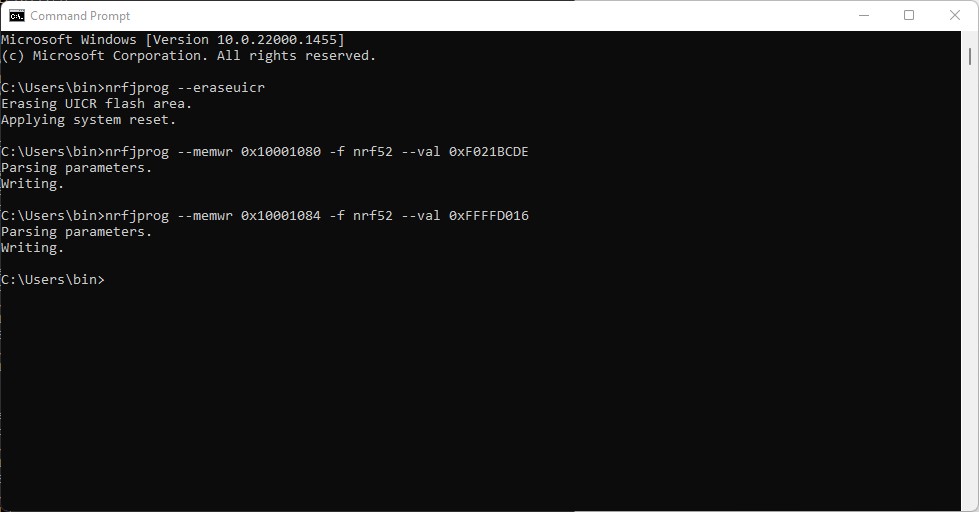 Command Prompt
Microsoft Windows [Version 10.0.22000.1455]
(c) Microsoft Corporation. All rights reserved.
C:\Users\bin>nrfjprog --eraseuicr
Erasing UICR flash area.
Applying system reset.
C:\Users\bin>nrfjprog --memwr 0x10001080 -f nrf52 --val 0xF021BCDE
Parsing parameters.
Writing.
C:\Users\bin>nrfjprog --memwr 0x10001084 -f nrf52 --val 0xFFFFD016
Parsing parameters.
Writing.
C:\Users\bin>